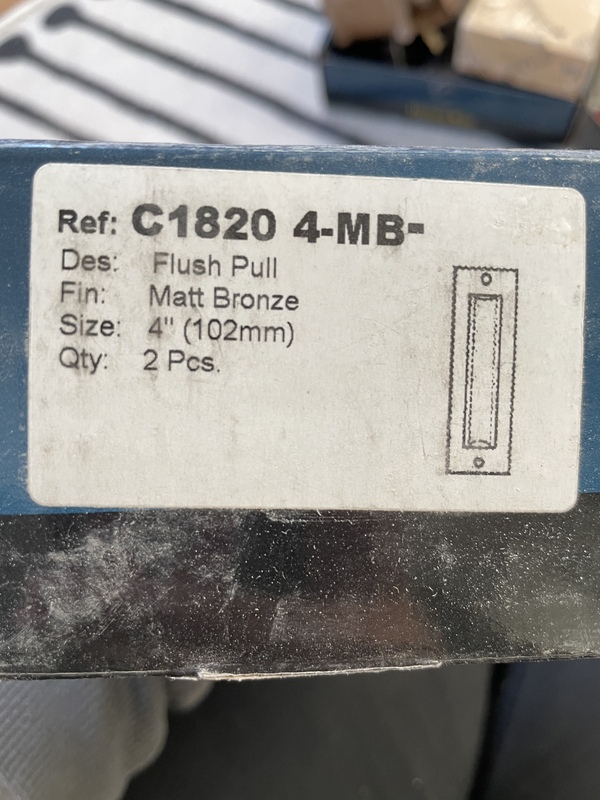 Ref: C1820 4-MB-
Des: Flush Pull
Fin: Matt Bronze
Size: 4" (102mm)
Qty: 2 Pcs.